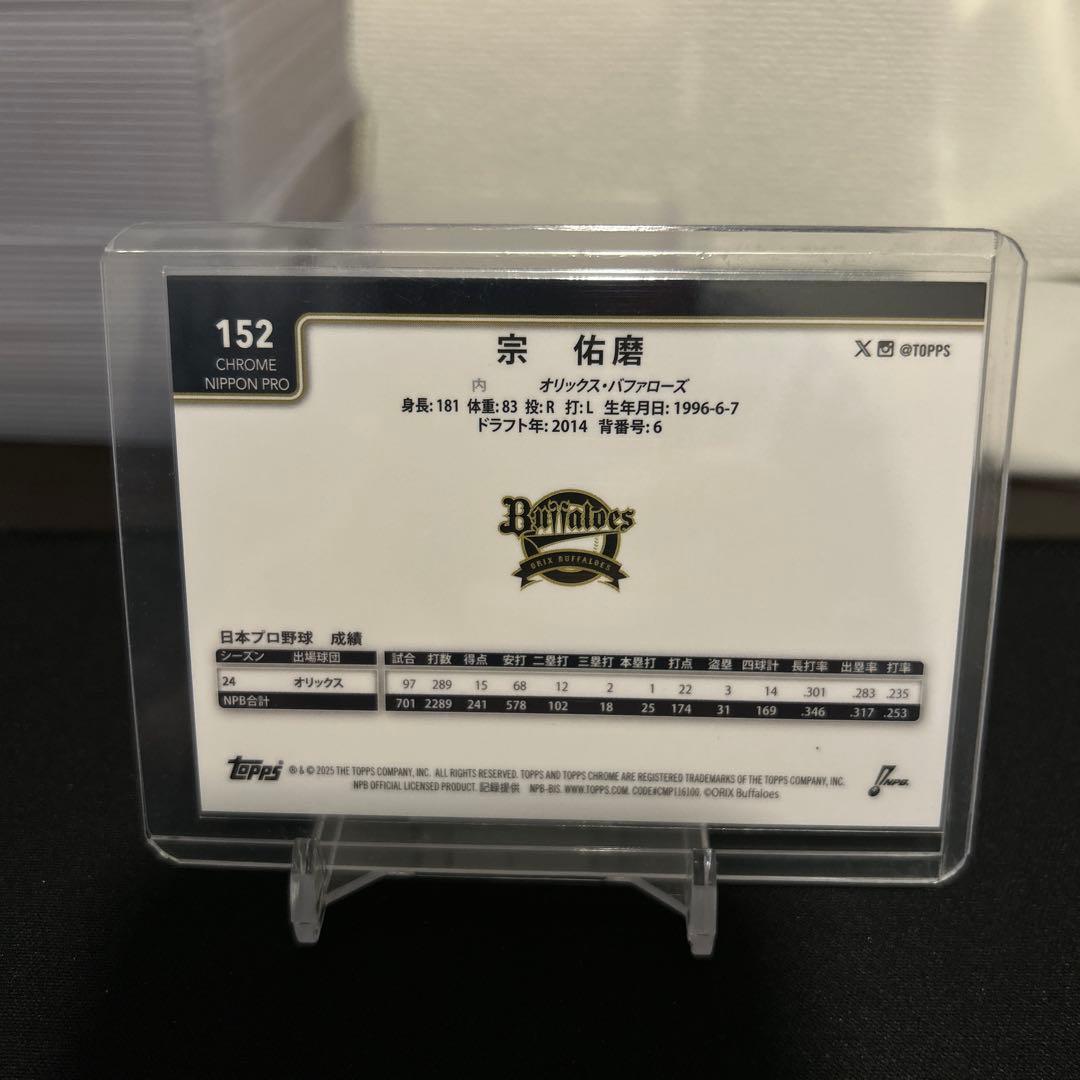 152
CHROME
NIPPON PRO
宗 佑磨
@TOPPS
内 オリックス・バファローズ
身長: 181 体重: 83 投: R 打: L 生年月日: 1996-6-7
ドラフト年: 2014 背番号: 6
Buffaloes
ORIX BUFFALOES
日本プロ野球 成績
シーズン 出場球団 試合 打数 得点 安打 二塁打 三塁打 本塁打 打点 盗塁 四球計 長打率 出塁率 打率
24 オリックス 97 289 15 68 12 2 1 22 3 14 .301 .283 .235
NPB合計 701 2289 241 578 102 18 25 174 31 169 .346 .317 .253
topps ® & © 2025 THE TOPPS COMPANY, INC. ALL RIGHTS RESERVED. TOPPS AND TOPPS CHROME ARE REGISTERED TRADEMARKS OF THE TOPPS COMPANY, INC.
NPB OFFICIAL LICENSED PRODUCT. 記録提供 NPB-BIS. WWW.TOPPS.COM. CODE#CMP116100. ©ORIX Buffaloes
NPB